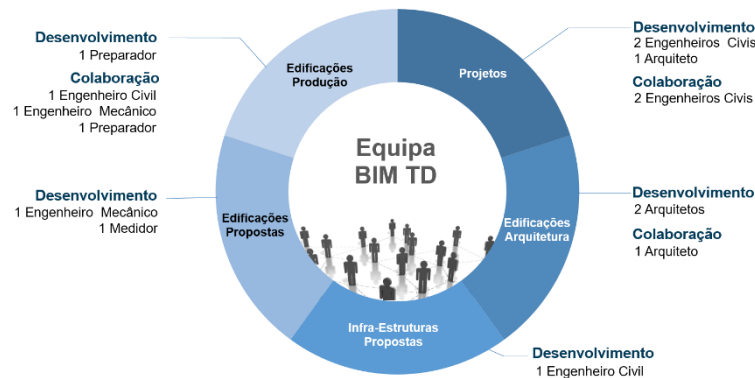 Desenvolvimento
1 Preparador
Colaboração
1 Engenheiro Civil
1 Engenheiro Mecânico
1 Preparador
Edificações
Produção
Projetos
Desenvolvimento
2 Engenheiros Civis
1 Arquiteto
Colaboração
2 Engenheiros Civis
Equipa
BIM TD
Desenvolvimento
1 Engenheiro Mecânico
1 Medidor
Edificações
Propostas
Edificações
Arquitetura
Desenvolvimento
2 Arquitetos
Colaboração
1 Arquiteto
Infra-Estruturas
Propostas
Desenvolvimento
1 Engenheiro Civil